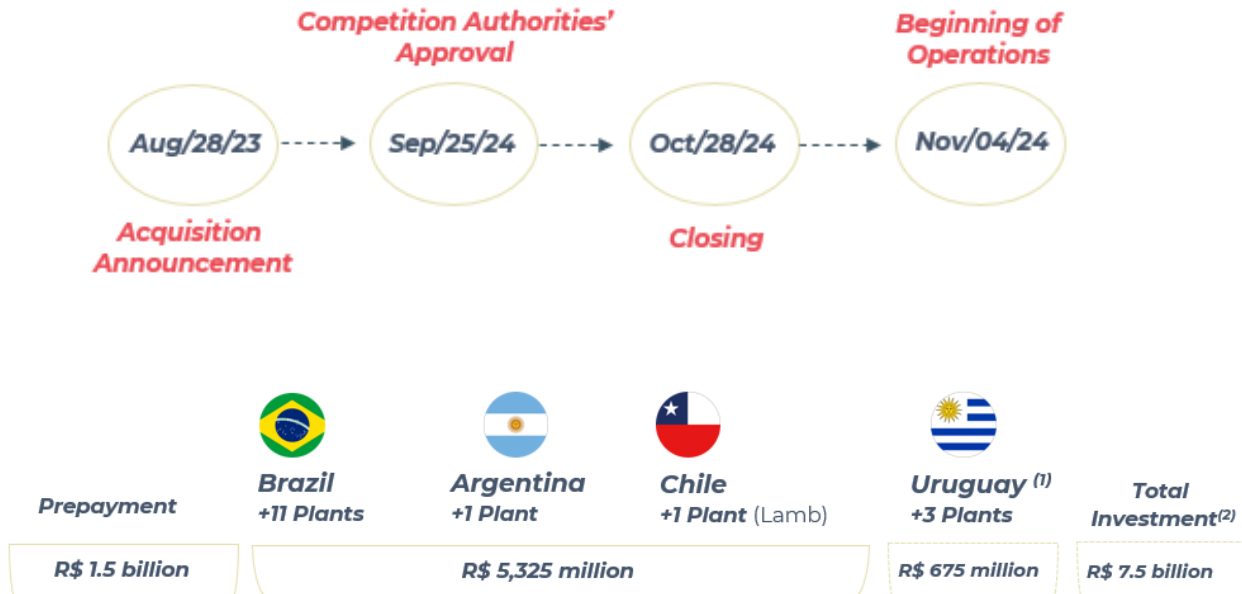 Competition Authorities'
Approval
Beginning of
Operations
Aug/28/23
Sep/25/24
Oct/28/24
Nov/04/24
Acquisition
Announcement
Closing
Prepayment
Brazil
+11 Plants
Argentina
+1 Plant
Chile
+1 Plant (Lamb)
Uruguay (1)
+3 Plants
Total
Investment(2)
R$ 1.5 billion
R$ 5,325 million
R$ 675 million
R$ 7.5 billion